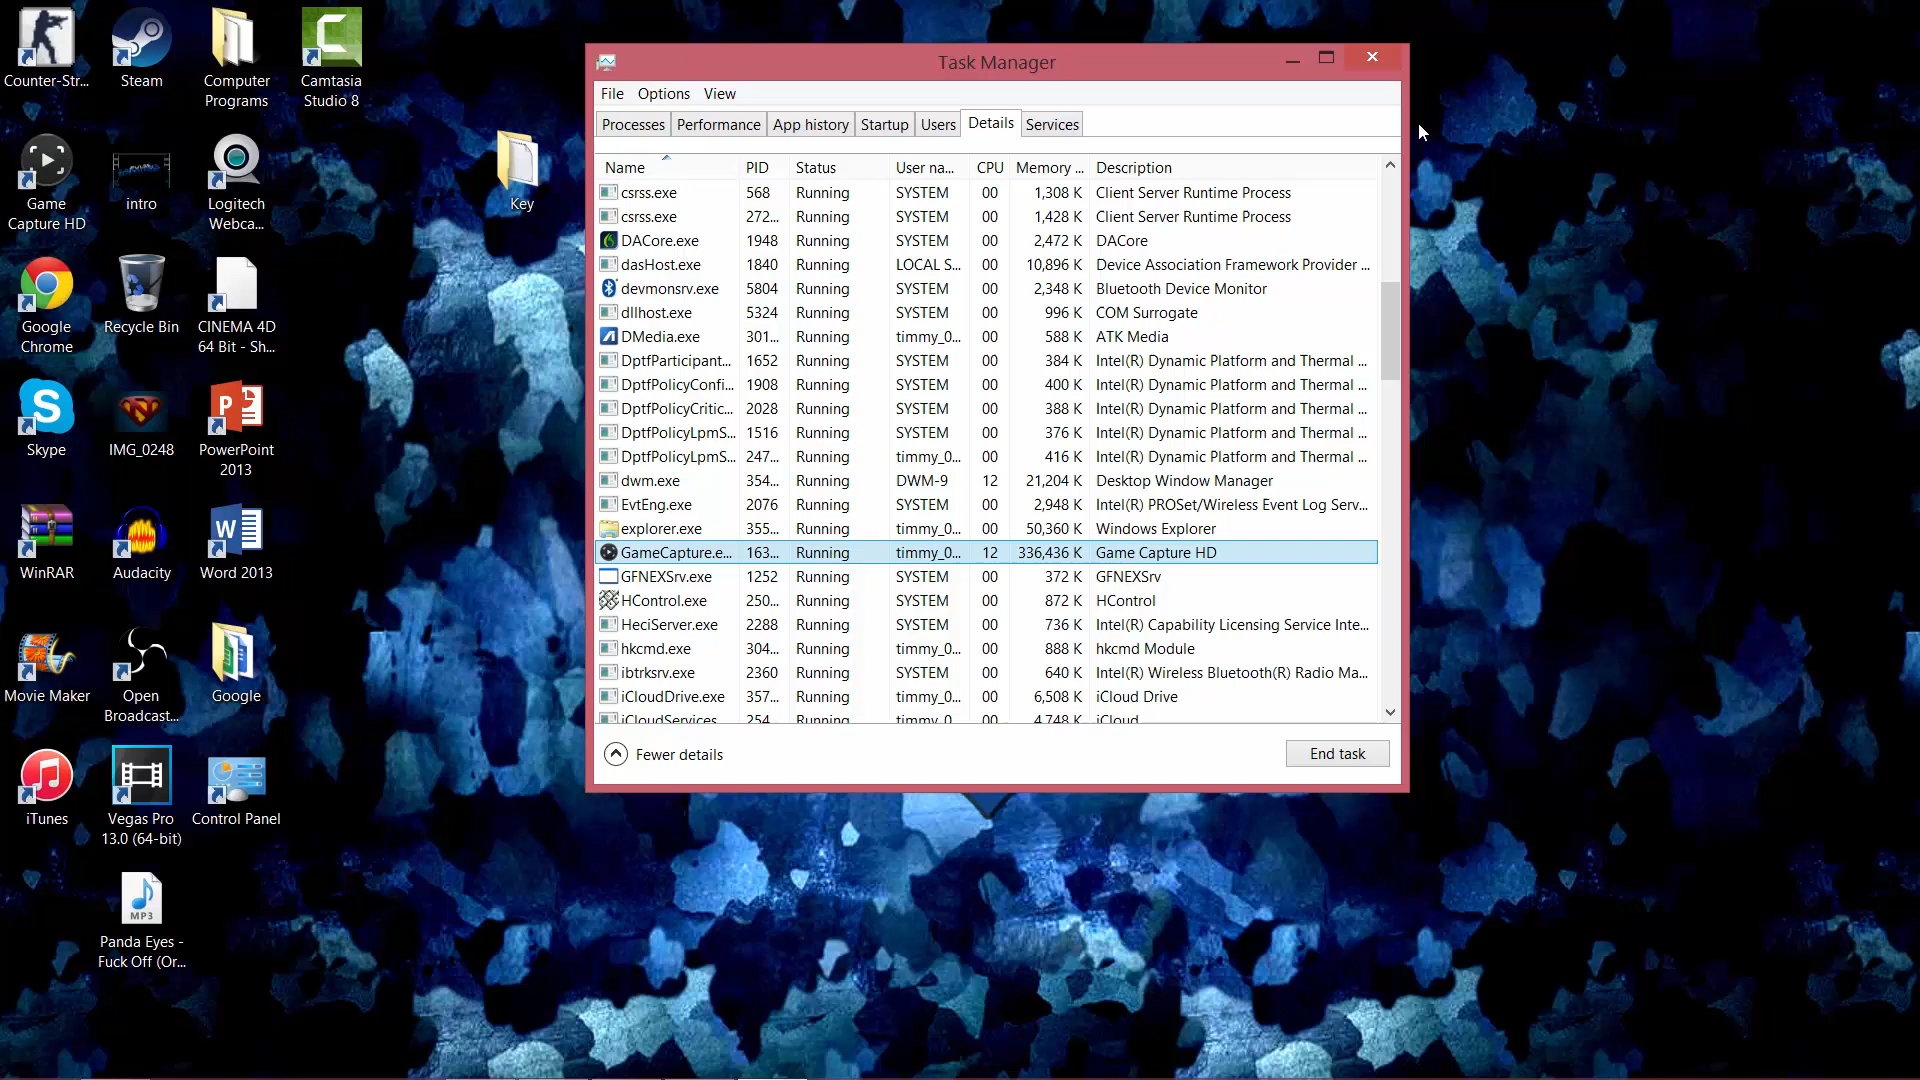 Counter-Str...
Steam
Computer
Programs
Camtasia
Studio 8
Game
Capture HD
intro
Logitech
Webca...
Key
Google
Chrome
Recycle Bin
CINEMA 4D
64 Bit - Sh...
Skype
IMG_0248
PowerPoint
2013
WinRAR
Audacity
Word 2013
Movie Maker
Open
Broadcast...
Google
iTunes
Vegas Pro
13.0 (64-bit)
Control Panel
MP3
Panda Eyes -
Fuck Off (Or...
Task Manager
File Options View
Processes Performance App history Startup Users Details Services
Name PID Status User na... CPU Memory ... Description
csrss.exe 568 Running SYSTEM 00 1,308 K Client Server Runtime Process
csrss.exe 272... Running SYSTEM 00 1,428 K Client Server Runtime Process
DACore.exe 1948 Running SYSTEM 00 2,472 K DACore
dasHost.exe 1840 Running LOCAL S... 00 10,896 K Device Association Framework Provider ...
devmonsrv.exe 5804 Running SYSTEM 00 2,348 K Bluetooth Device Monitor
dllhost.exe 5324 Running SYSTEM 00 996 K COM Surrogate
DMedia.exe 301... Running timmy_0... 00 588 K ATK Media
DptfParticipant... 1652 Running SYSTEM 00 384 K Intel(R) Dynamic Platform and Thermal ...
DptfPolicyConfi... 1908 Running SYSTEM 00 400 K Intel(R) Dynamic Platform and Thermal ...
DptfPolicyCritic... 2028 Running SYSTEM 00 388 K Intel(R) Dynamic Platform and Thermal ...
DptfPolicyLpmS... 1516 Running SYSTEM 00 376 K Intel(R) Dynamic Platform and Thermal ...
DptfPolicyLpmS... 247... Running timmy_0... 00 416 K Intel(R) Dynamic Platform and Thermal ...
dwm.exe 354... Running DWM-9 12 21,204 K Desktop Window Manager
EvtEng.exe 2076 Running SYSTEM 00 2,948 K Intel(R) PROSet/Wireless Event Log Serv...
explorer.exe 355... Running timmy_0... 00 50,360 K Windows Explorer
GameCapture.e... 163... Running timmy_0... 12 336,436 K Game Capture HD
GFNEXSrv.exe 1252 Running SYSTEM 00 372 K GFNEXSrv
HControl.exe 250... Running SYSTEM 00 872 K HControl
HeciServer.exe 2288 Running SYSTEM 00 736 K Intel(R) Capability Licensing Service Inte...
hkcmd.exe 304... Running timmy_0... 00 888 K hkcmd Module
ibtrksrv.exe 2360 Running SYSTEM 00 640 K Intel(R) Wireless Bluetooth(R) Radio Ma...
iCloudDrive.exe 357... Running timmy_0... 00 6,508 K iCloud Drive
iCloudServices 254 Running timmy_0 00 4,748 K iCloud
Fewer details
End task